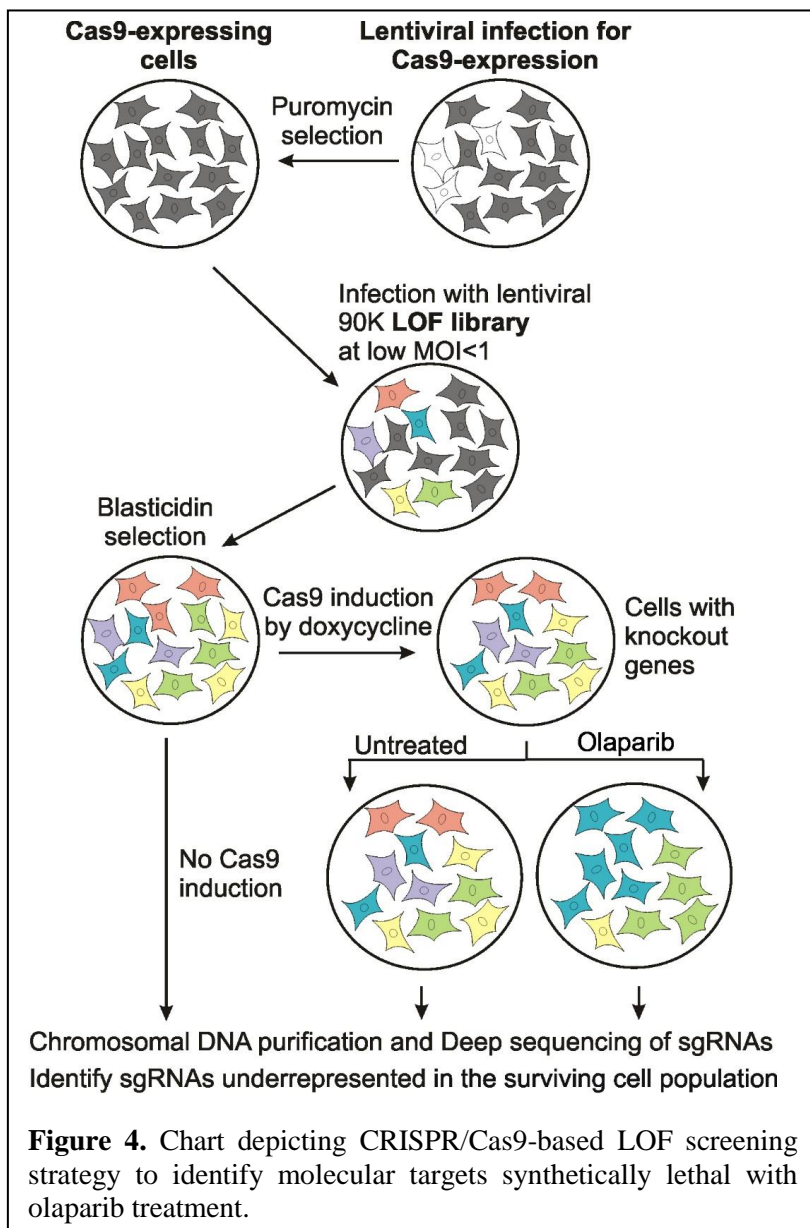 Cas9-expressing
cells
Lentiviral infection for
Cas9-expression
Puromycin
selection
Infection with lentiviral
90K LOF library
at low MOI<1
Blasticidin
selection
Cas9 induction
by doxycycline
Cells with
knockout
genes
Untreated
Olaparib
No Cas9
induction
Chromosomal DNA purification and Deep sequencing of sgRNAs
Identify sgRNAs underrepresented in the surviving cell population
Figure 4. Chart depicting CRISPR/Cas9-based LOF screening
strategy to identify molecular targets synthetically lethal with
olaparib treatment.